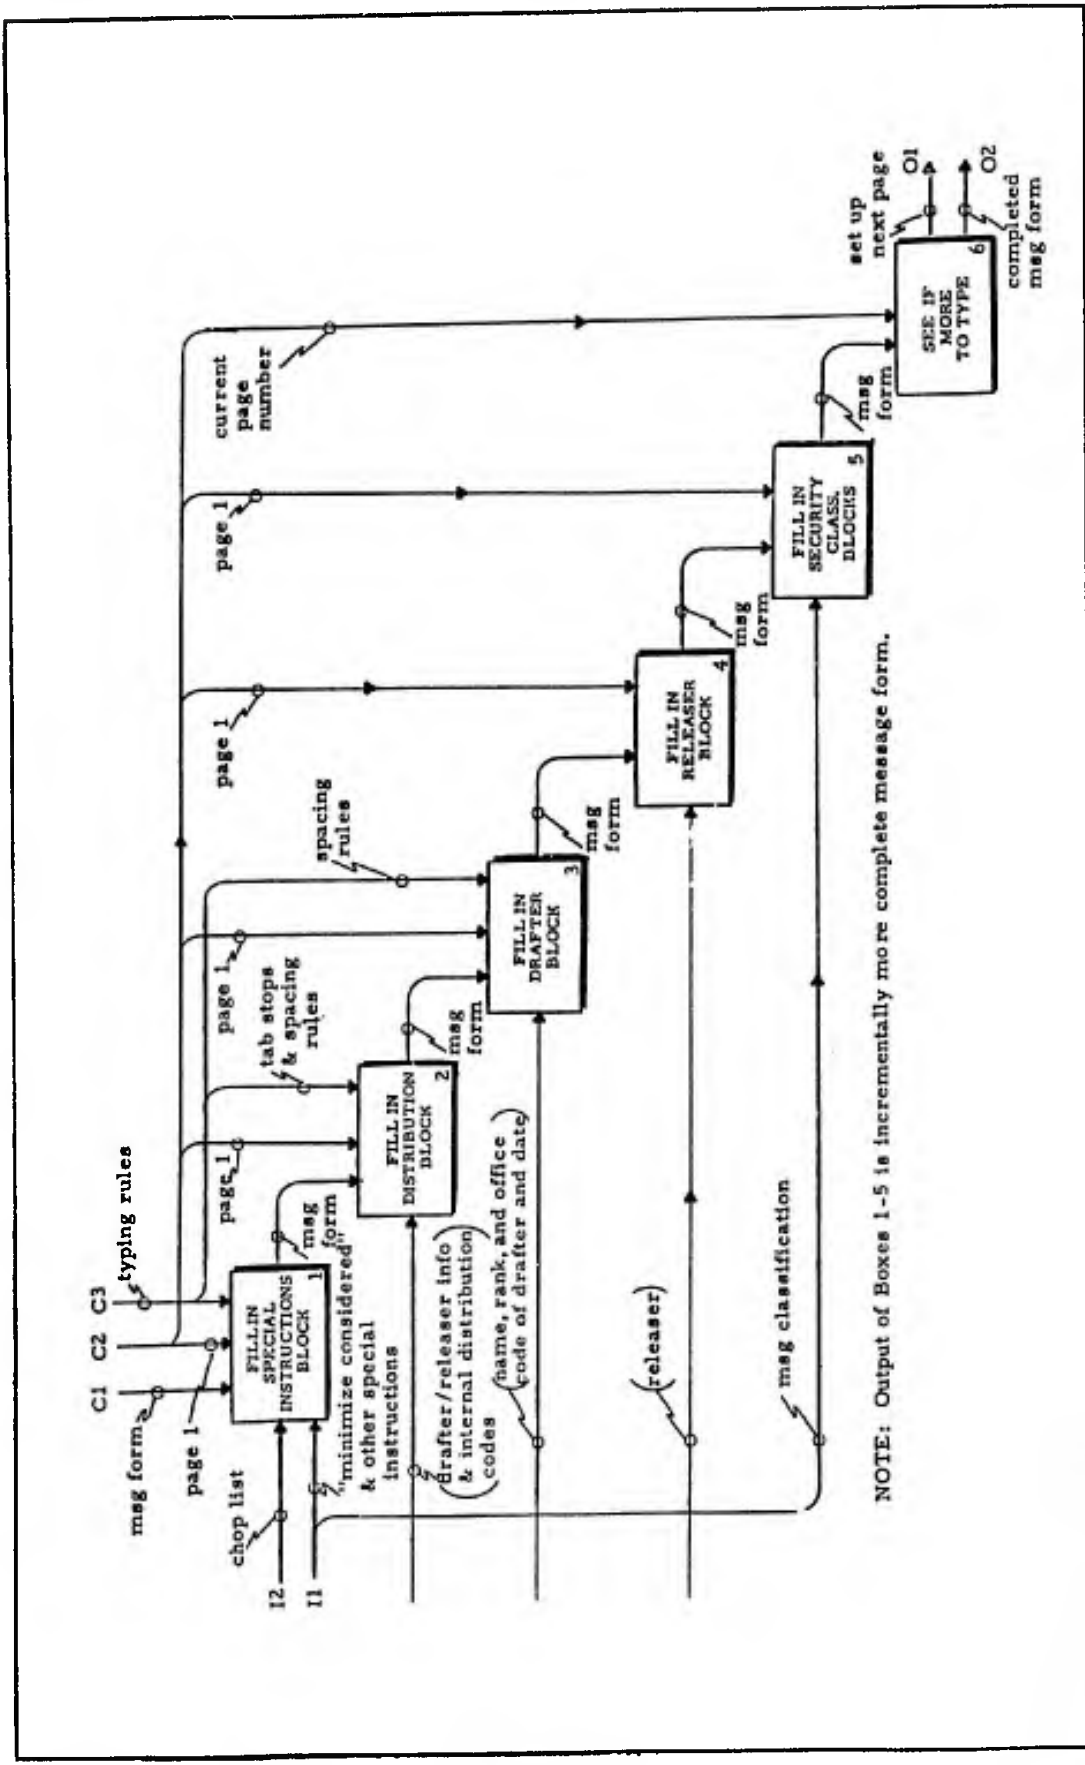 C1
C2
C3
msg form
page 1
typing rules
chop list
I2
I1
"minimize considered"
& other special
instructions
FILL IN
SPECIAL
INSTRUCTIONS
BLOCK
1
msg
form
page 1
tab stops
& spacing
rules
drafter/releaser info
& internal distribution
codes
FILL IN
DISTRIBUTION
BLOCK
2
msg
form
page 1
spacing
rules
(name, rank, and office
code of drafter and date)
FILL IN
DRAFTER
BLOCK
3
msg
form
page 1
(releaser)
FILL IN
RELEASER
BLOCK
4
msg
form
page 1
msg classification
FILL IN
SECURITY
CLASS.
BLOCKS
5
msg
form
current
page
number
SEE IF
MORE
TO TYPE
6
set up
next page
O1
O2
completed
msg form
NOTE: Output of Boxes 1-5 is incrementally more complete message form.